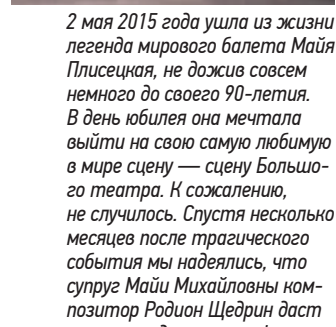 2 мая 2015 года ушла из жизни
легенда мирового балета Майя
Плисецкая, не дожив совсем
немного до своего 90-летия.
В день юбилея она мечтала
выйти на свою самую любимую
в мире сцену — сцену Большо-
го театра. К сожалению,
не случилось. Спустя несколько
месяцев после трагического
события мы надеялись, что
супруг Майи Михайловны ком-
позитор Родион Щедрин даст